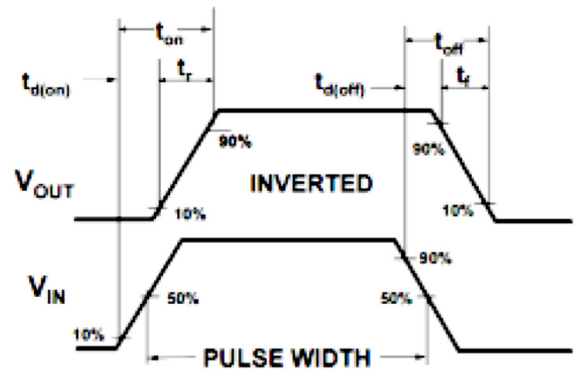 ton toff
tr tf
td(on) td(off)
90% 90%
VOUT INVERTED
10% 10%
90%
VIN 50% 50%
10%
PULSE WIDTH